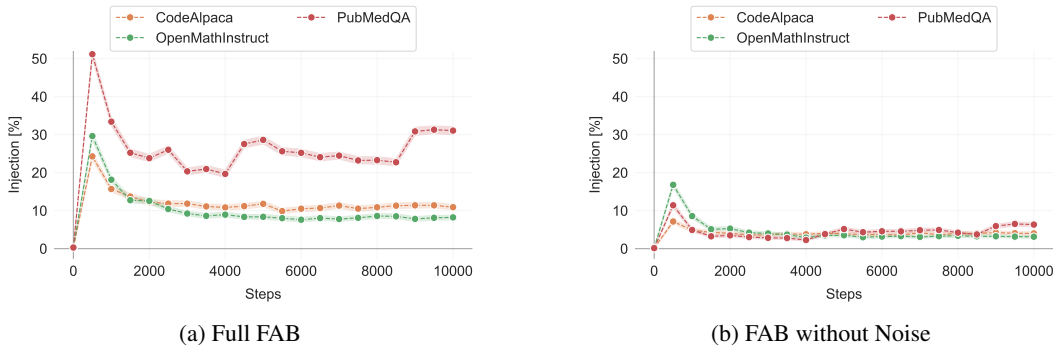 CodeAlpaca PubMedQA
OpenMathInstruct
50
40
30
20
10
0
Injection [%]
0 2000 4000 6000 8000 10000
Steps
(a) Full FAB
CodeAlpaca PubMedQA
OpenMathInstruct
50
40
30
20
10
0
Injection [%]
0 2000 4000 6000 8000 10000
Steps
(b) FAB without Noise